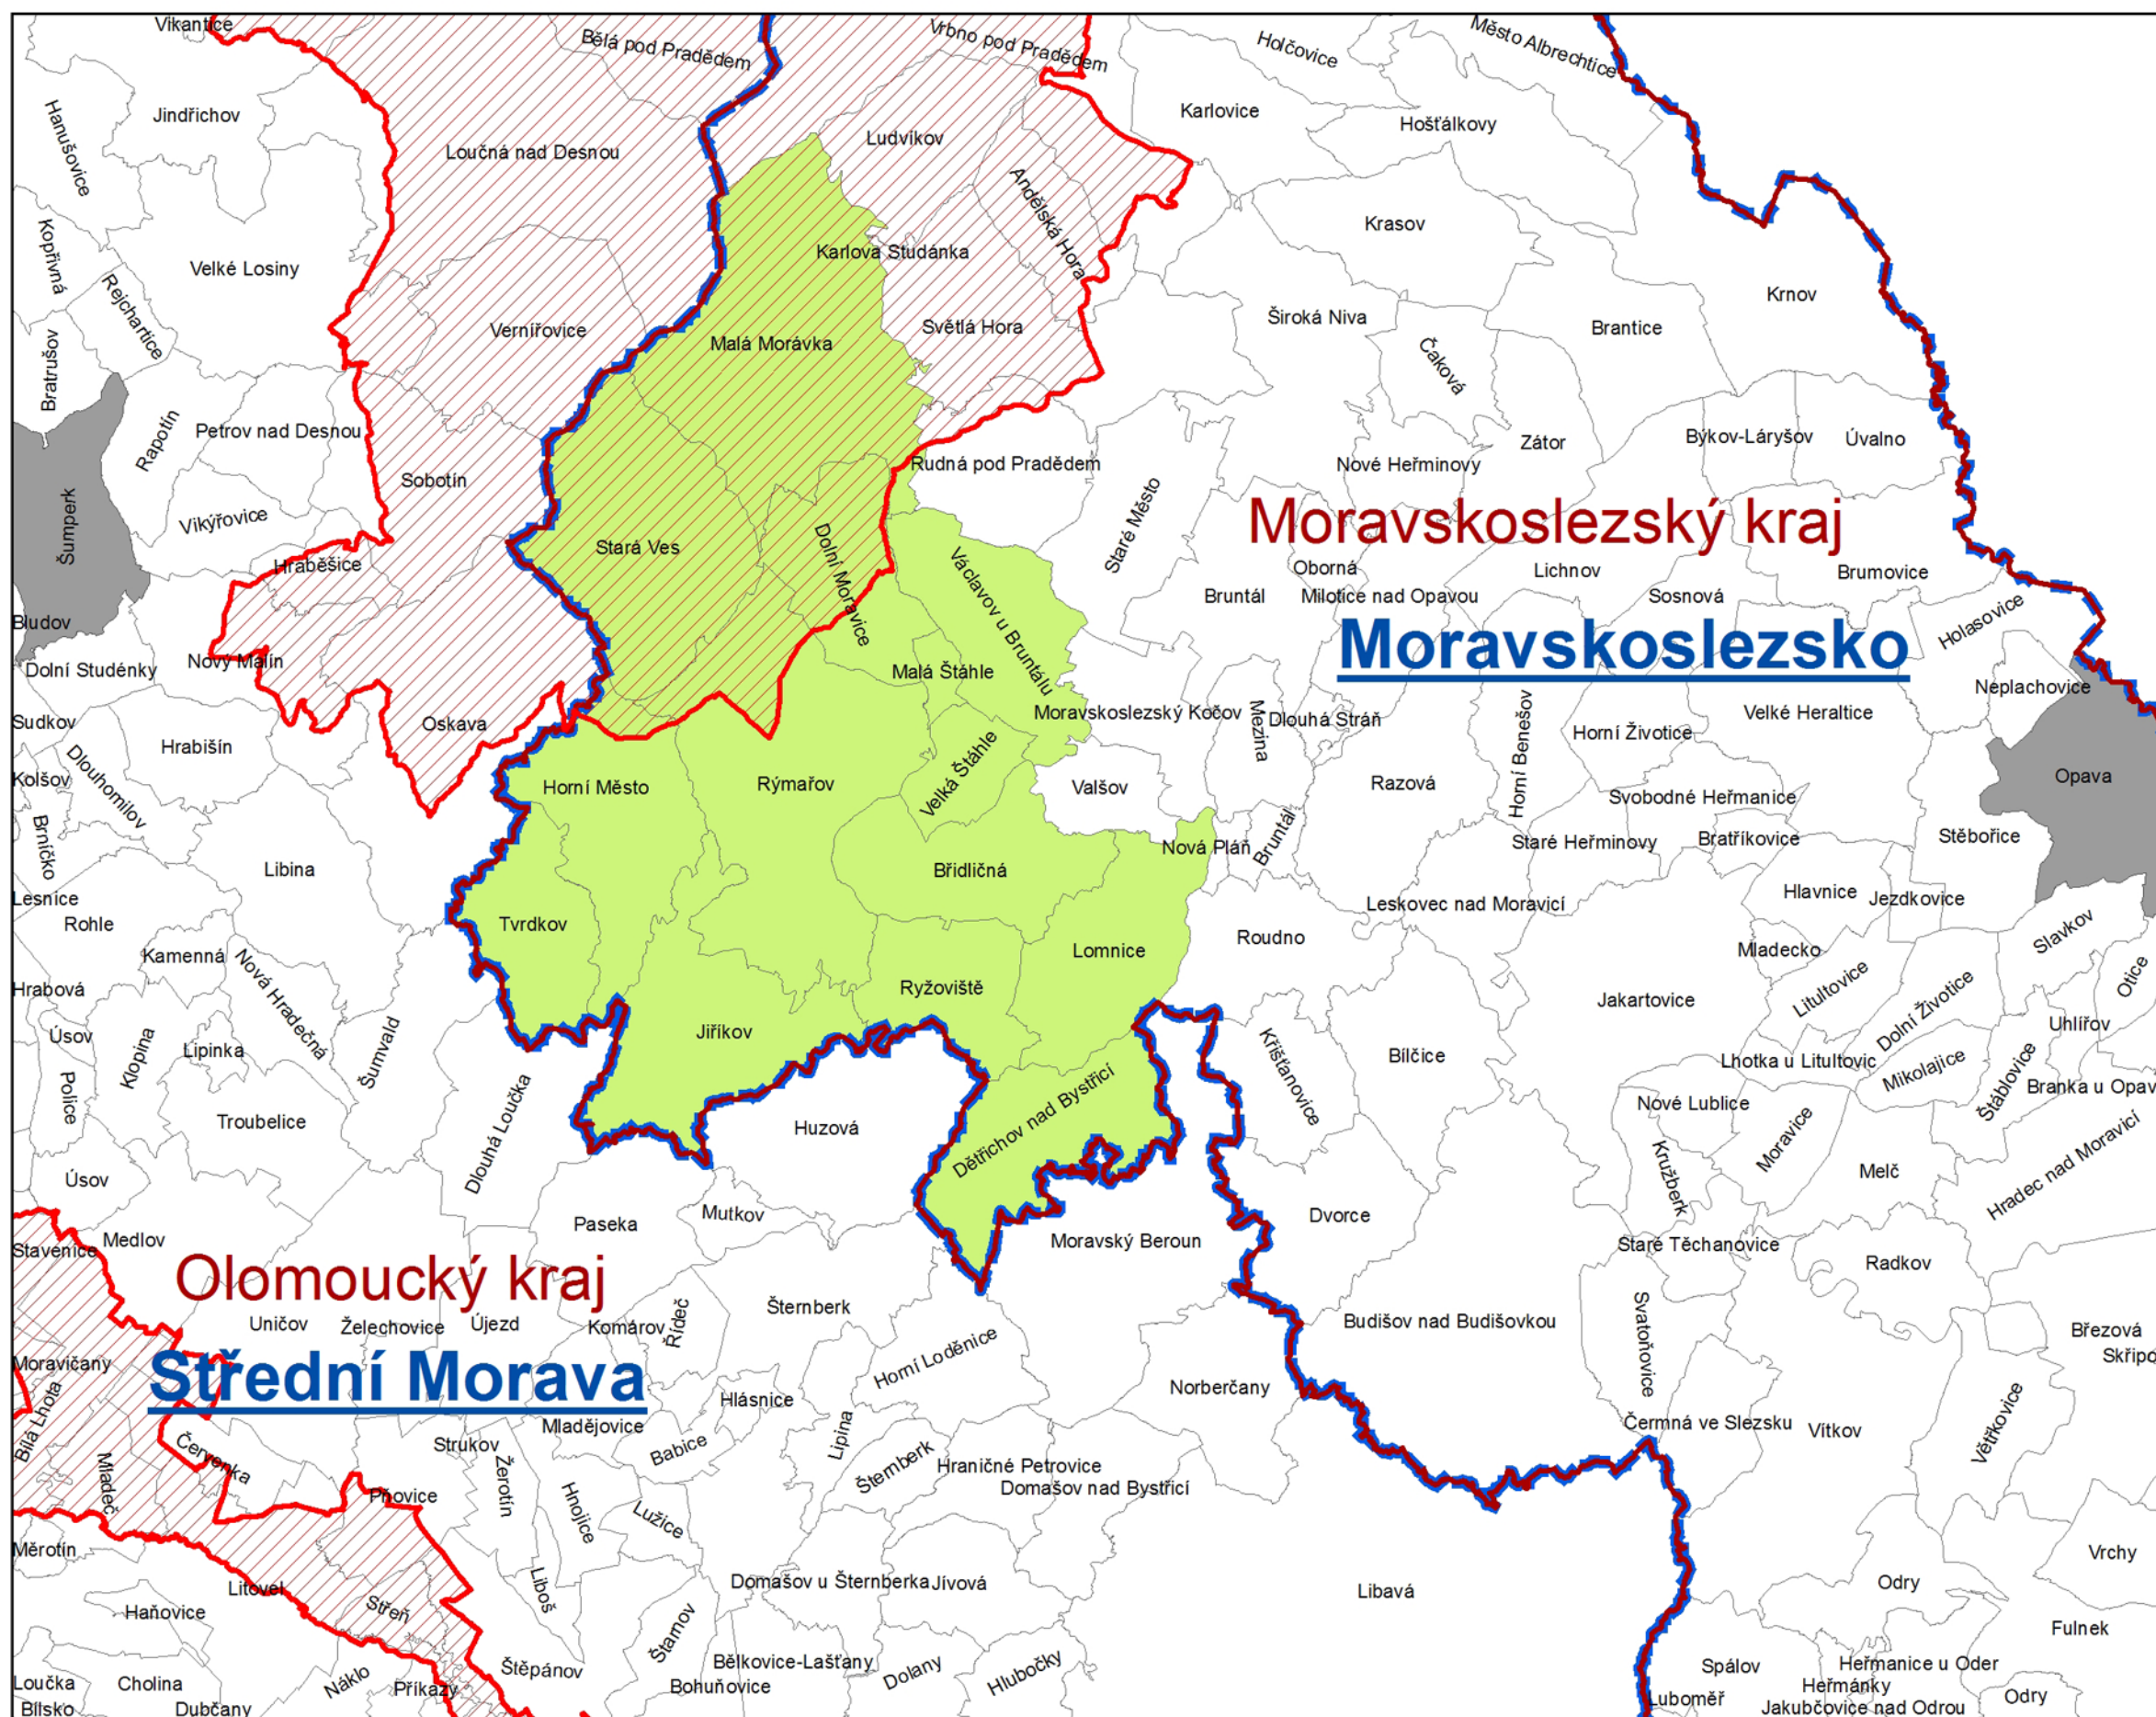 Vikantice
Bělá pod Pradědem
Vrbno pod Pradědem
Holčovice
Město Albrechtice
Hanušovice
Jindřichov
Loučná nad Desnou
Ludvíkov
Karlovice
Hošťálkovy
Andělská Hora
Kopřivná
Velké Losiny
Karlova Studánka
Krasov
Rejchartice
Krnov
Bratrušov
Vernířovice
Malá Morávka
Světlá Hora
Široká Niva
Brantice
Čaková
Rapotín
Petrov nad Desnou
Sobotín
Rudná pod Pradědem
Nové Heřminovy
Zátor
Býkov-Láryšov
Úvalno
Šumperk
Vikýřovice
Staré Město
Moravskoslezský kraj
Hraběšice
Stará Ves
Dolní Moravice
Václavov u Bruntálu
Oborná
Lichnov
Brumovice
Bruntál
Milotice nad Opavou
Sosnová
Holasovice
Bludov
Moravskoslezsko
Dolní Studénky
Nový Malín
Malá Štáhle
Neplachovice
Sudkov
Oskava
Moravskoslezský Kočov
Mezina
Dlouhá Stráň
Horní Benešov
Horní Životice
Velké Heraltice
Hrabišín
Kolšov
Dlouhomilov
Horní Město
Rýmařov
Velká Štáhle
Valšov
Razová
Svobodné Heřmanice
Opava
Brníčko
Libina
Břidličná
Nová Pláň
Bruntál
Staré Heřminovy
Bratříkovice
Stěbořice
Lesnice
Rohle
Tvrdkov
Leskovec nad Moravicí
Hlavnice
Jezdkovice
Kamenná
Nová Hradečná
Lomnice
Roudno
Mladecko
Slavkov
Hrabová
Ryžoviště
Jakartovice
Litultovice
Dolní Životice
Otice
Úsov
Klopina
Lipinka
Šumvald
Jiříkov
Křišťanovice
Bílčice
Lhotka u Litultovic
Mikolajice
Štáblovice
Uhlířov
Police
Troubelice
Dlouhá Loučka
Huzová
Dětřichov nad Bystřicí
Nové Lublice
Moravice
Branka u Opav
Úsov
Kružberk
Melč
Hradec nad Moravicí
Paseka
Mutkov
Dvorce
Stavenice
Medlov
Moravský Beroun
Staré Těchanovice
Radkov
Olomoucký kraj
Uničov
Želechovice
Újezd
Komárov
Řídeč
Šternberk
Budišov nad Budišovkou
Svatoňovice
Březová
Skřipo
Moravičany
Střední Morava
Horní Loděnice
Bílá Lhota
Hlásnice
Norberčany
Mladějovice
Čermná ve Slezsku
Vítkov
Větřkovice
Červenka
Strukov
Babice
Lipina
Šternberk
Hraničné Petrovice
Domašov nad Bystřicí
Mladeč
Žerotín
Pňovice
Hnojice
Lužice
Měrotín
Vrchy
Litovel
Liboš
Domašov u Šternberka
Jívová
Libavá
Odry
Haňovice
Střeň
Štarnov
Fulnek
Loučka
Cholina
Náklo
Štěpánov
Bělkovice-Lašťany
Dolany
Hlubočky
Spálov
Heřmanice u Oder
Bílsko
Dubčany
Příkazy
Bohuňovice
Luboměř
Heřmánky
Jakubčovice nad Odrou
Odry